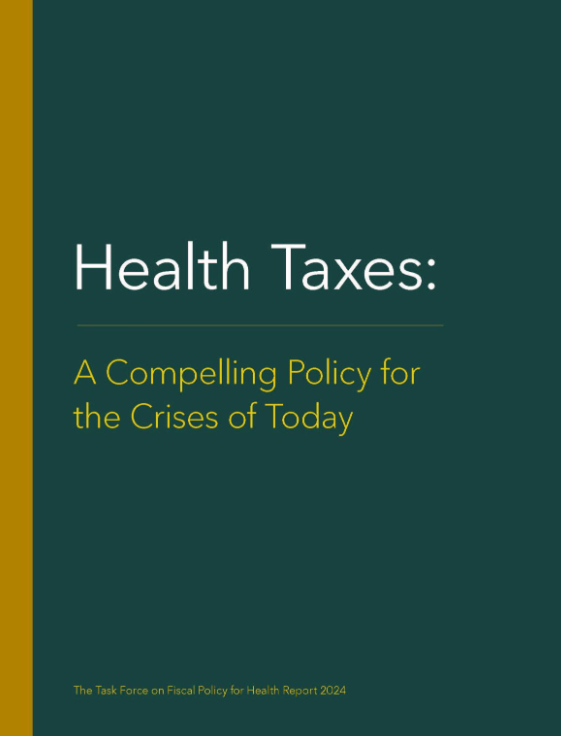 Health Taxes:
A Compelling Policy for
the Crises of Today
The Task Force on Fiscal Policy for Health Report 2024